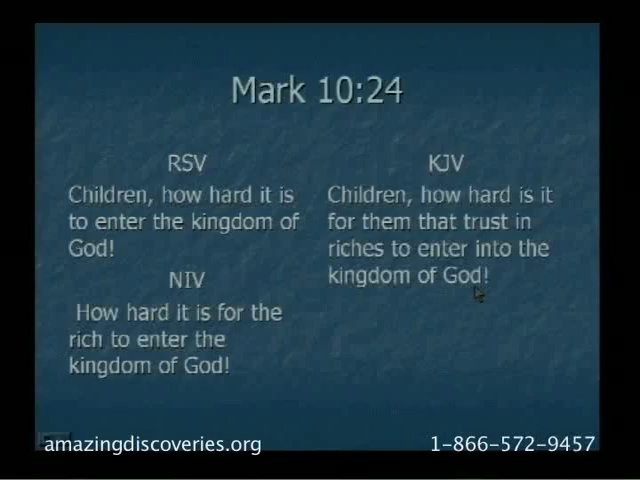 Mark 10:24
RSV
Children, how hard it is
to enter the kingdom of
God!
NIV
How hard it is for the
rich to enter the
kingdom of God!
KJV
Children, how hard is it
for them that trust in
riches to enter into the
kingdom of God!
amazingdiscoveries.org
1-866-572-9457